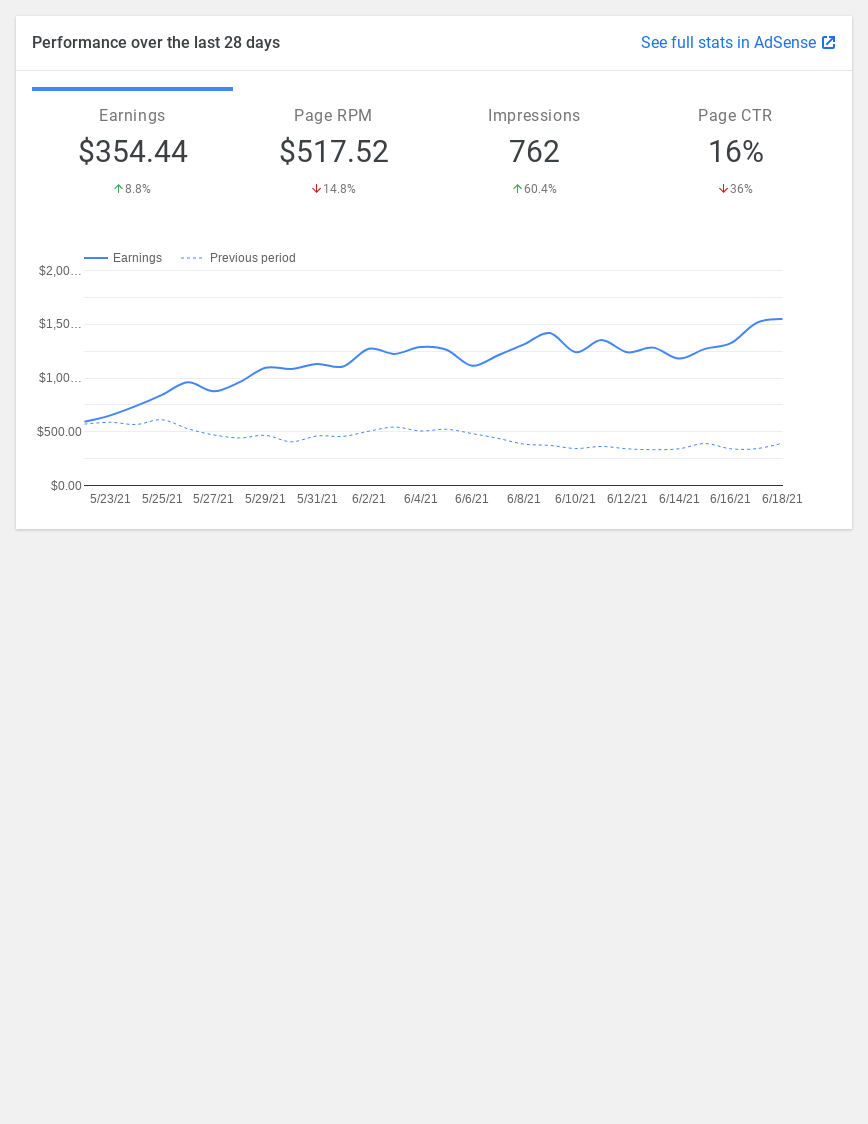 Performance over the last 28 days See full stats in AdSense
Earnings Page RPM Impressions Page CTR
$354.44 $517.52 762 16%
8.8% 14.8% 60.4% 36%
Earnings Previous period
$2,00…
$1,50…
$1,00…
$500.00
$0.00
5/23/21 5/25/21 5/27/21 5/29/21 5/31/21 6/2/21 6/4/21 6/6/21 6/8/21 6/10/21 6/12/21 6/14/21 6/16/21 6/18/21